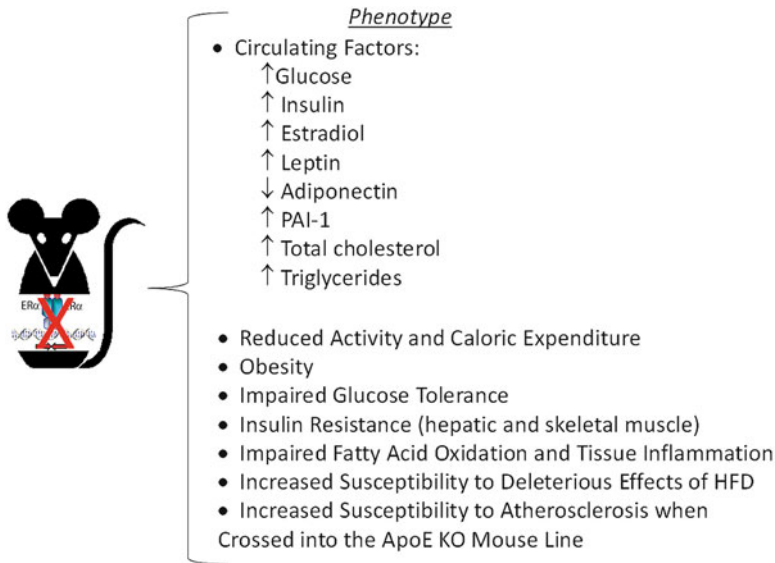 Phenotype
• Circulating Factors:
↑Glucose
↑ Insulin
↑ Estradiol
↑ Leptin
↓ Adiponectin
↑ PAI-1
↑ Total cholesterol
↑ Triglycerides
ERα ERα
• Reduced Activity and Caloric Expenditure
• Obesity
• Impaired Glucose Tolerance
• Insulin Resistance (hepatic and skeletal muscle)
• Impaired Fatty Acid Oxidation and Tissue Inflammation
• Increased Susceptibility to Deleterious Effects of HFD
• Increased Susceptibility to Atherosclerosis when
Crossed into the ApoE KO Mouse Line